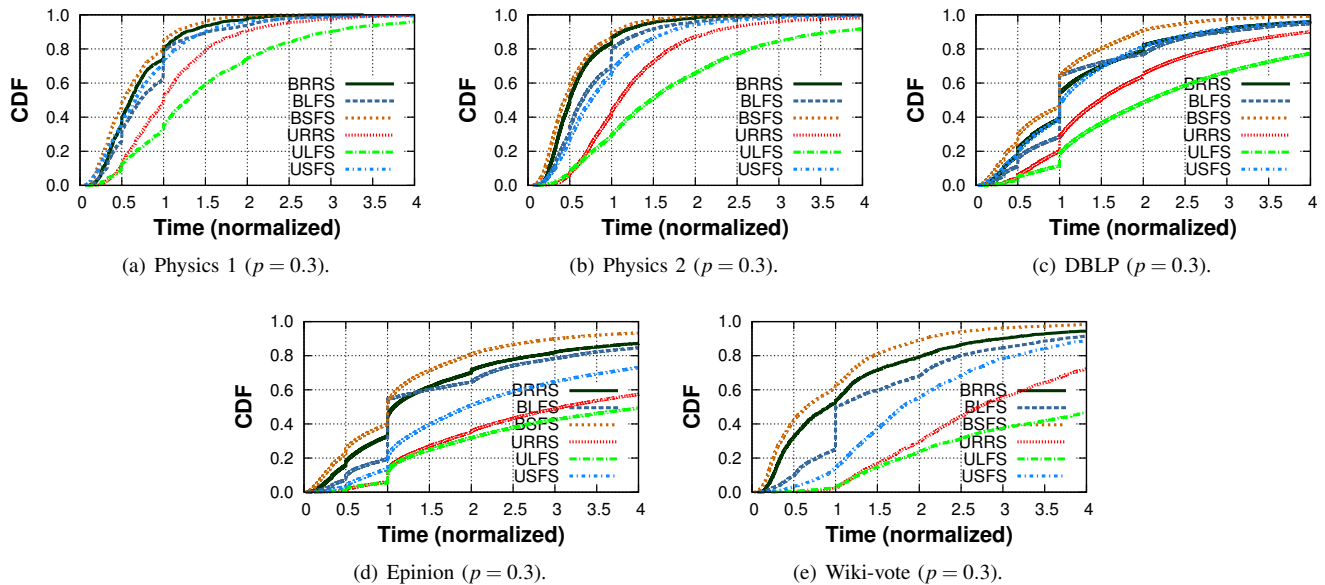 1.0
0.8
0.6
0.4
0.2
0.0
CDF
BRRS
BLFS
BSFS
URRS
ULFS
USFS
0 0.5 1 1.5 2 2.5 3 3.5 4
Time (normalized)
(a) Physics 1 (p = 0.3).
1.0
0.8
0.6
0.4
0.2
0.0
CDF
BRRS
BLFS
BSFS
URRS
ULFS
USFS
0 0.5 1 1.5 2 2.5 3 3.5 4
Time (normalized)
(b) Physics 2 (p = 0.3).
1.0
0.8
0.6
0.4
0.2
0.0
CDF
BRRS
BLFS
BSFS
URRS
ULFS
USFS
0 0.5 1 1.5 2 2.5 3 3.5 4
Time (normalized)
(c) DBLP (p = 0.3).
1.0
0.8
0.6
0.4
0.2
0.0
CDF
BRRS
BLFS
BSFS
URRS
ULFS
USFS
0 0.5 1 1.5 2 2.5 3 3.5 4
Time (normalized)
(d) Epinion (p = 0.3).
1.0
0.8
0.6
0.4
0.2
0.0
CDF
BRRS
BLFS
BSFS
URRS
ULFS
USFS
0 0.5 1 1.5 2 2.5 3 3.5 4
Time (normalized)
(e) Wiki-vote (p = 0.3).